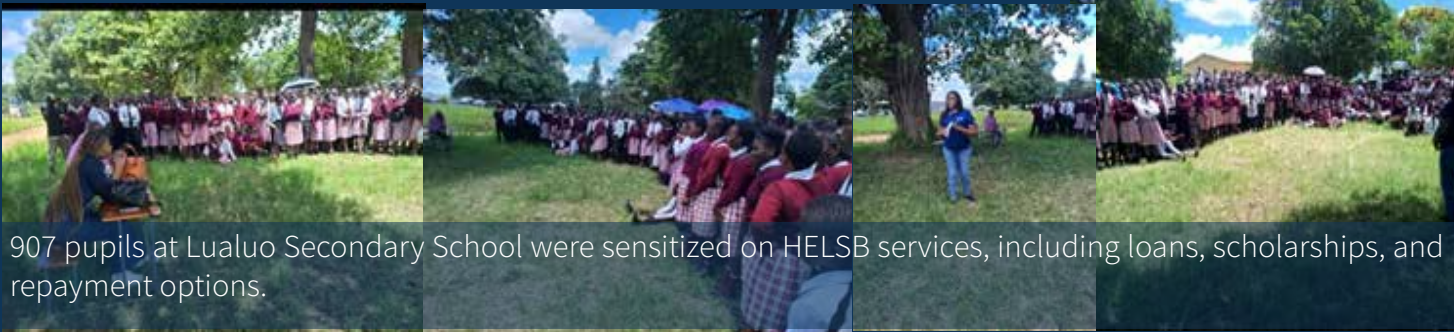 907 pupils at Lualuo Secondary School were sensitized on HELSB services, including loans, scholarships, and
repayment options.